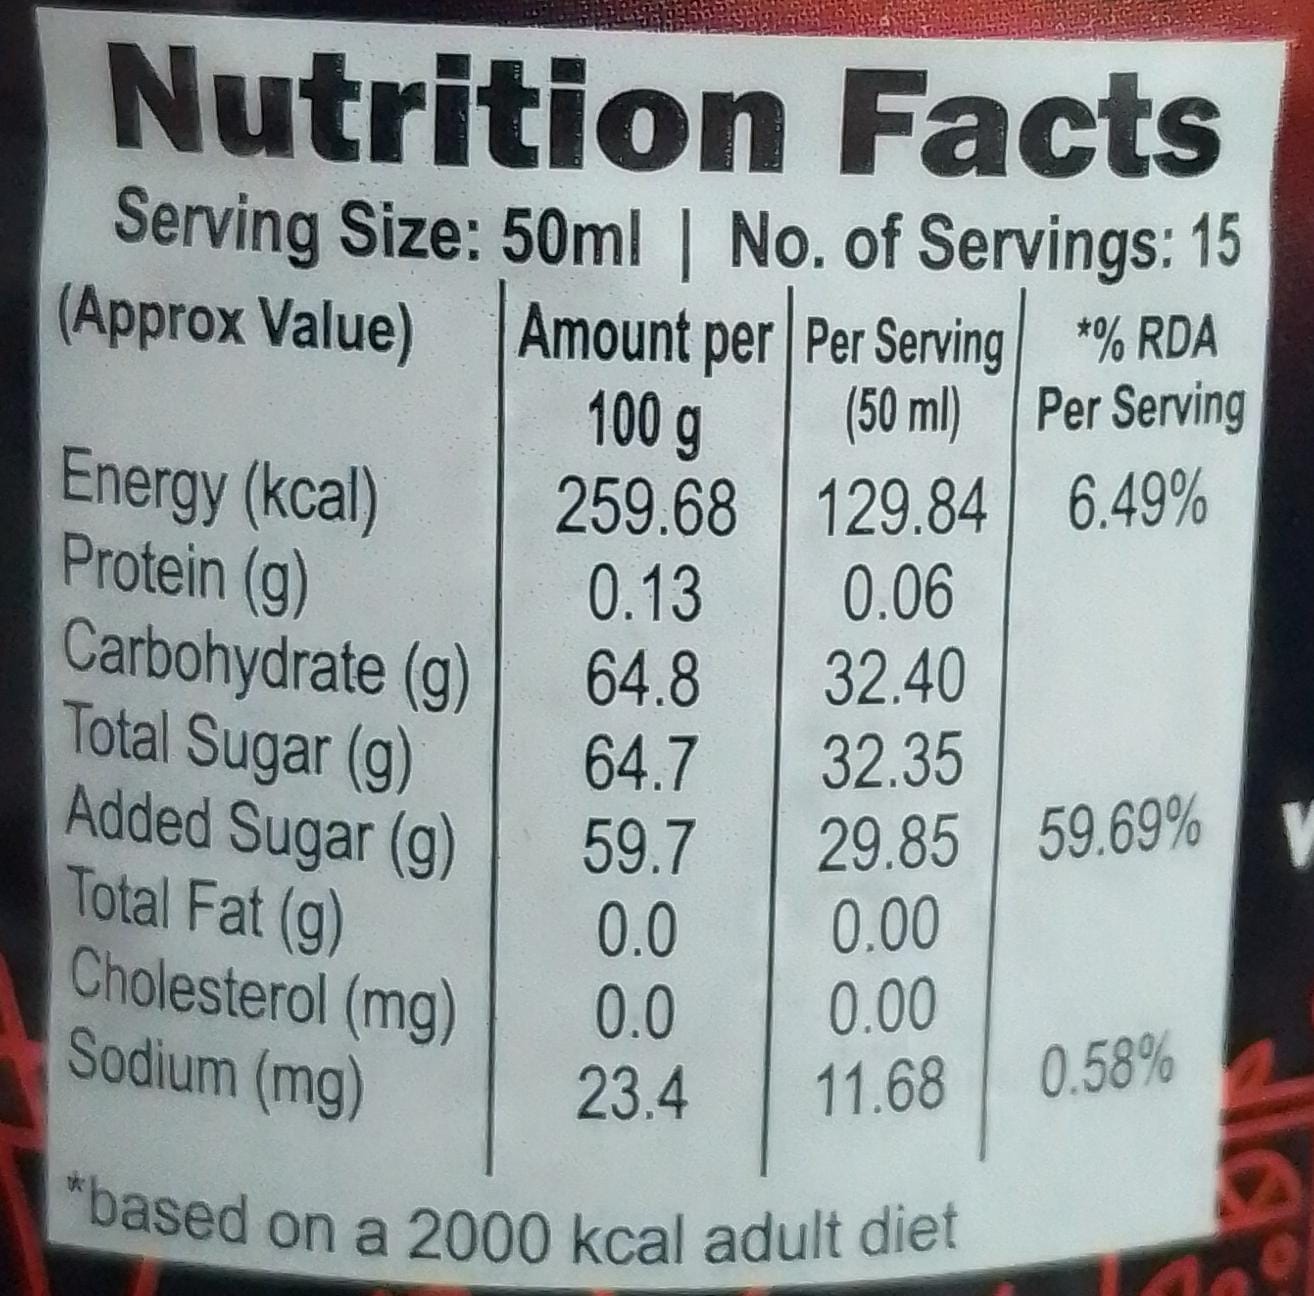 Nutrition Facts
Serving Size: 50ml | No. of Servings: 15
(Approx Value) Amount per 100 g Per Serving (50 ml) *% RDA Per Serving
Energy (kcal) 259.68 129.84 6.49%
Protein (g) 0.13 0.06
Carbohydrate (g) 64.8 32.40
Total Sugar (g) 64.7 32.35
Added Sugar (g) 59.7 29.85 59.69%
Total Fat (g) 0.0 0.00
Cholesterol (mg) 0.0 0.00
Sodium (mg) 23.4 11.68 0.58%
*based on a 2000 kcal adult diet